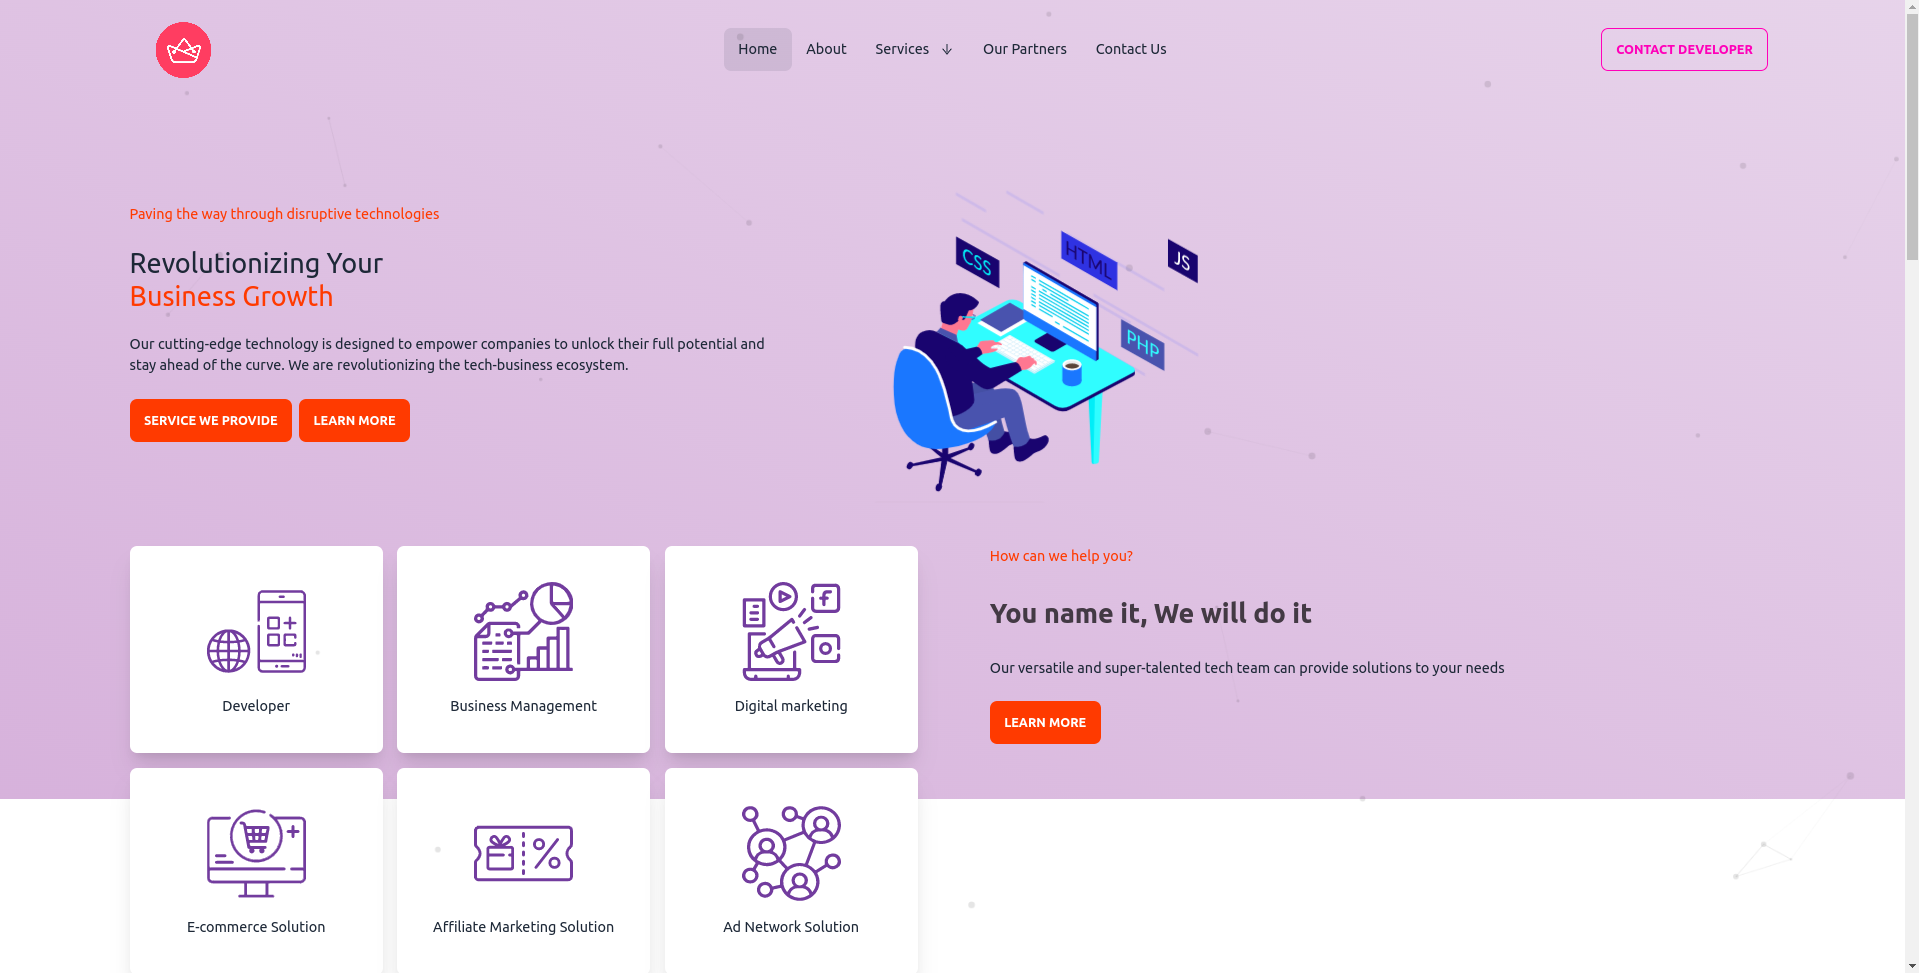 Home
About
Services
Our Partners
Contact Us
CONTACT DEVELOPER
Paving the way through disruptive technologies
Revolutionizing Your
Business Growth
Our cutting-edge technology is designed to empower companies to unlock their full potential and
stay ahead of the curve. We are revolutionizing the tech-business ecosystem.
SERVICE WE PROVIDE
LEARN MORE
CSS
HTML
JS
PHP
Developer
Business Management
Digital marketing
How can we help you?
You name it, We will do it
Our versatile and super-talented tech team can provide solutions to your needs
LEARN MORE
E-commerce Solution
Affiliate Marketing Solution
Ad Network Solution